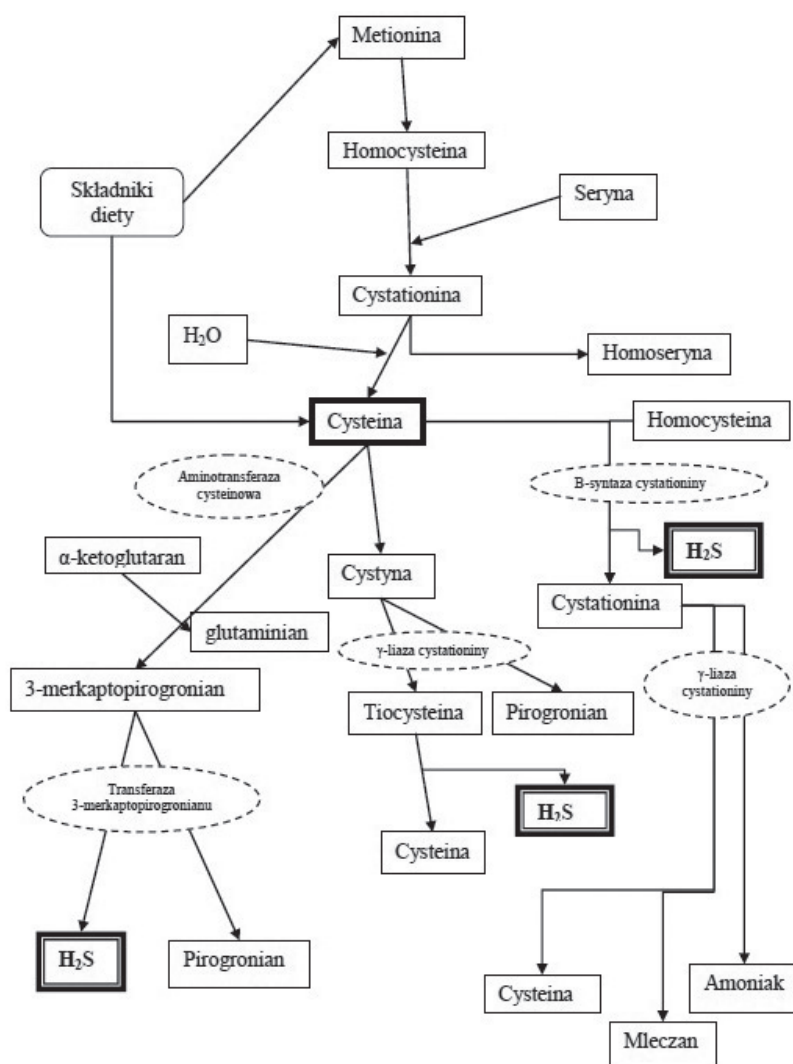 Metionina
Homocysteina
Składniki
diety
Seryna
Cystationina
H₂O
Homoseryna
Cysteina
Homocysteina
Aminotransferaza
cysteinowa
B-syntaza cystationiny
H₂S
α-ketoglutaran
Cystyna
Cystationina
glutaminian
γ-liaza cystationiny
γ-liaza
cystationiny
3-merkaptopirogronian
Tiocysteina
Pirogronian
Transferaza
3-merkaptopirogronianu
H₂S
Cysteina
H₂S
Pirogronian
Cysteina
Amoniak
Mleczan